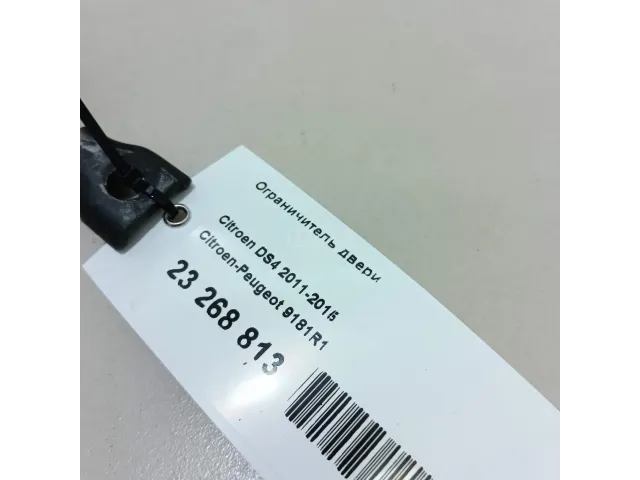 Ограничитель двери
Citroen DS4 2011-2015
Citroen-Peugeot 9181R1
23 268 813